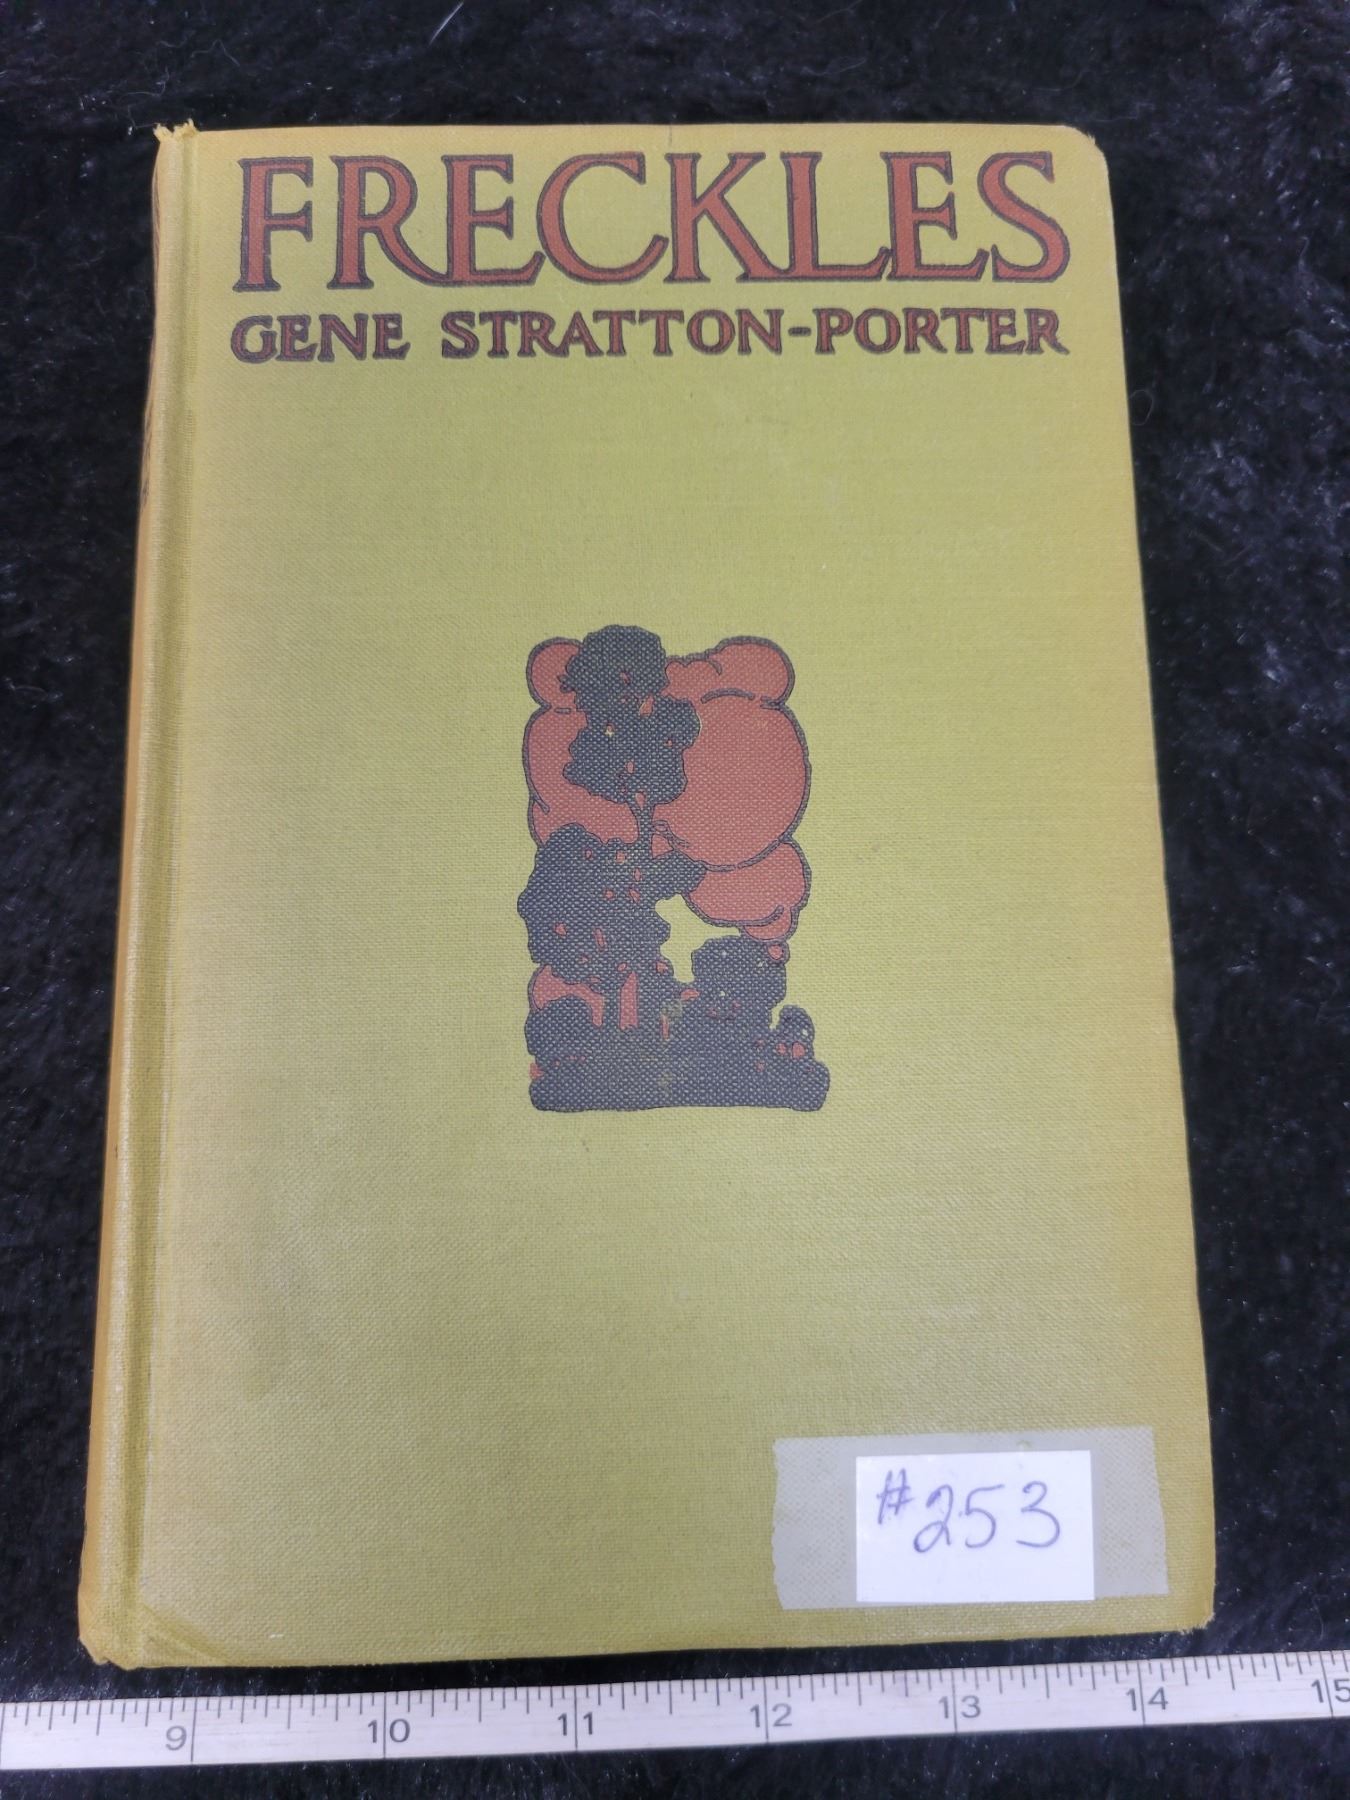 FRECKLES
GENE STRATTON-PORTER
#253
9 10 11 12 13 14 15